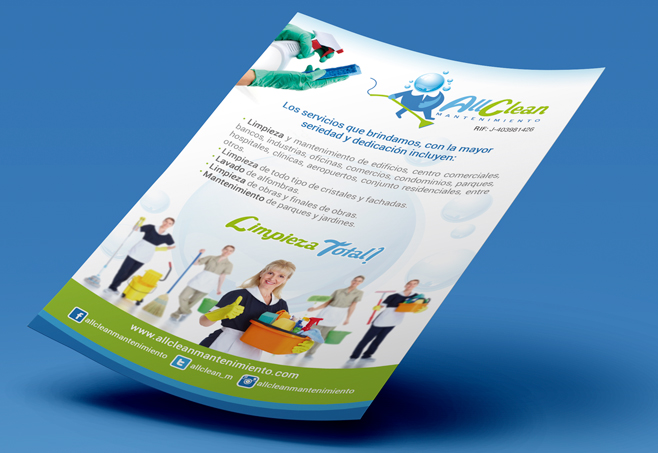 AllClean
MANTENIMIENTO
RIF: J-403981426
Los servicios que brindamos, con la mayor
seriedad y dedicación incluyen:
· Limpieza y mantenimiento de edificios, centro comerciales,
bancos, industrias, oficinas, comercios, condominios, parques,
hospitales, clínicas, aeropuertos, conjunto residenciales, entre
otros.
· Limpieza de todo tipo de cristales y fachadas.
· Lavado de alfombras.
· Limpieza de obras y finales de obras.
· Mantenimiento de parques y jardines.
Limpieza Total!
www.allcleanmantenimiento.com
allcleanmantenimiento
allclean_m
allcleanmantenimiento